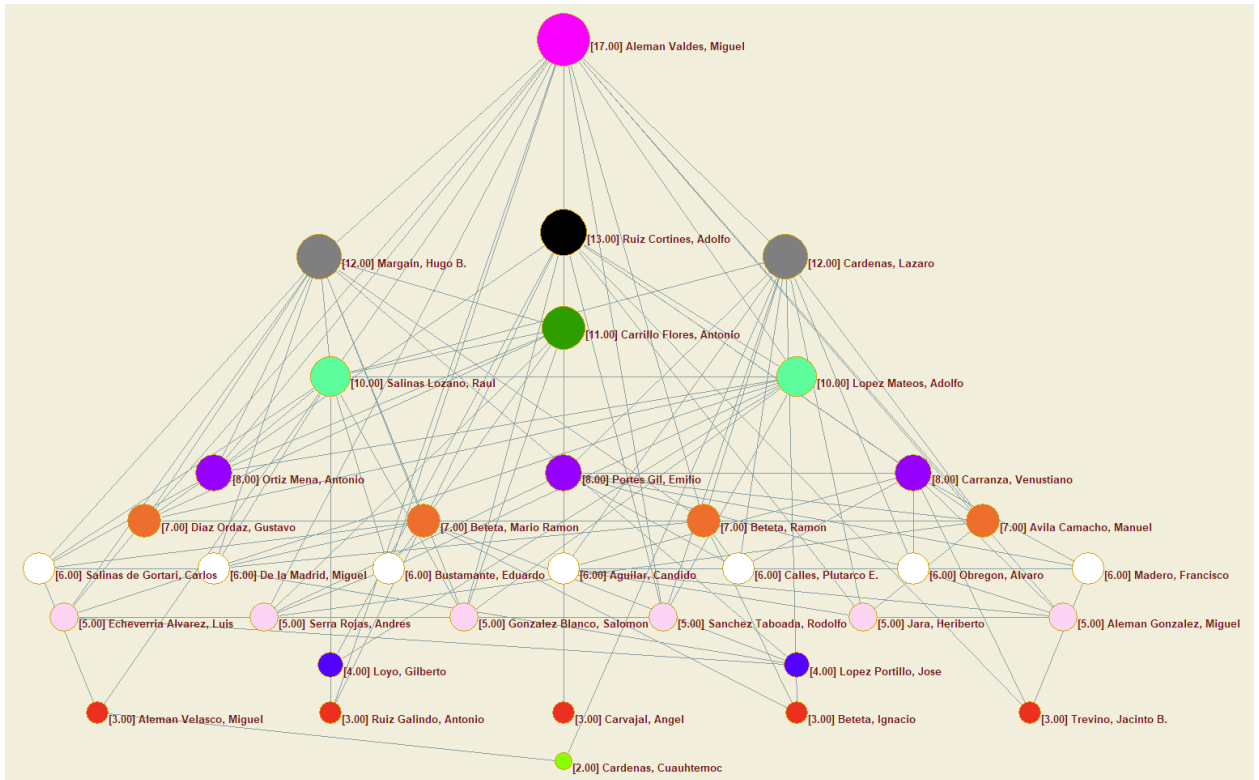 [17.00] Aleman Valdes, Miguel
[13.00] Ruiz Cortines, Adolfo
[12.00] Margain, Hugo B.
[12.00] Cardenas, Lazaro
[11.00] Carrillo Flores, Antonio
[10.00] Salinas Lozano, Raul
[10.00] Lopez Mateos, Adolfo
[8.00] Ortiz Mena, Antonio
[8.00] Portes Gil, Emilio
[8.00] Carranza, Venustiano
[7.00] Diaz Ordaz, Gustavo
[7.00] Beteta, Mario Ramon
[7.00] Beteta, Ramon
[7.00] Avila Camacho, Manuel
[6.00] Salinas de Gortari, Carlos
[6.00] De la Madrid, Miguel
[6.00] Bustamante, Eduardo
[6.00] Aguilar, Candido
[6.00] Calles, Plutarco E.
[6.00] Obregon, Alvaro
[6.00] Madero, Francisco
[5.00] Echeverria Alvarez, Luis
[5.00] Serra Rojas, Andres
[5.00] Gonzalez Blanco, Salomon
[5.00] Sanchez Taboada, Rodolfo
[5.00] Jara, Heriberto
[5.00] Aleman Gonzalez, Miguel
[4.00] Loyo, Gilberto
[4.00] Lopez Portillo, Jose
[3.00] Aleman Velasco, Miguel
[3.00] Ruiz Galindo, Antonio
[3.00] Carvajal, Angel
[3.00] Beteta, Ignacio
[3.00] Trevino, Jacinto B.
[2.00] Cardenas, Cuauhtemoc